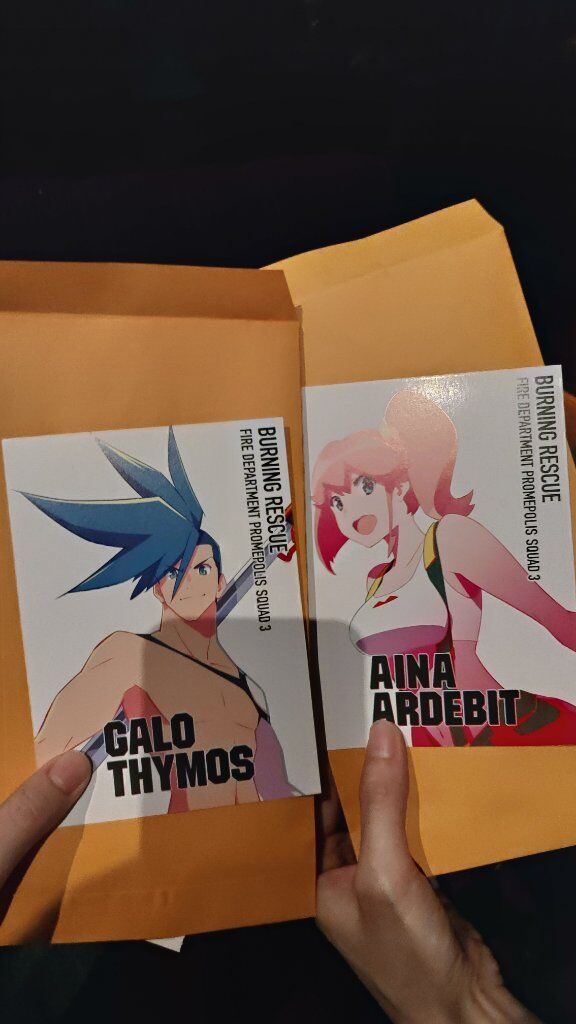 BURNING RESCUE
FIRE DEPARTMENT PROMEPOLIS SQUAD 3
GALO
THYMOS
BURNING RESCUE
FIRE DEPARTMENT PROMEPOLIS SQUAD 3
AINA
ARDEBIT